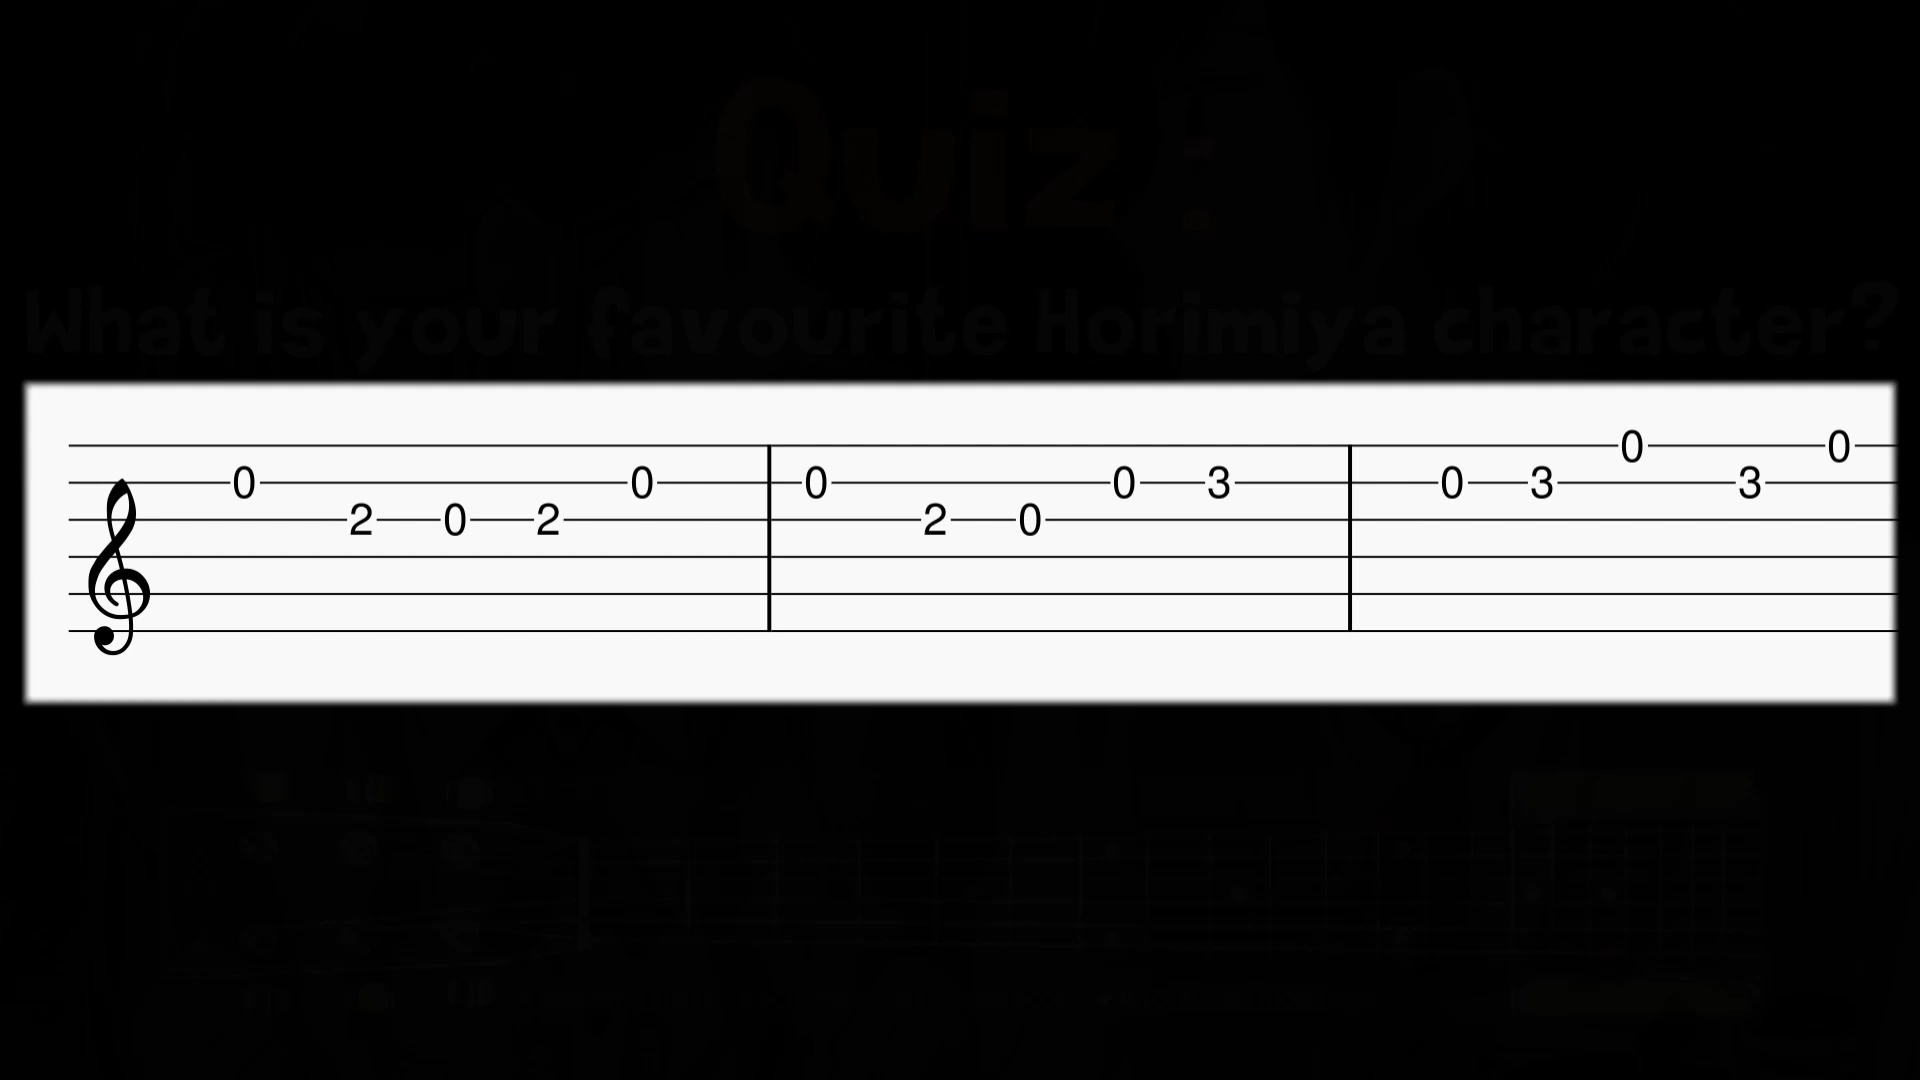 Quiz :
What is your favourite Horimiya character?
0 0
0 0 0 0 3 0 3 3
2 0 2 2 0